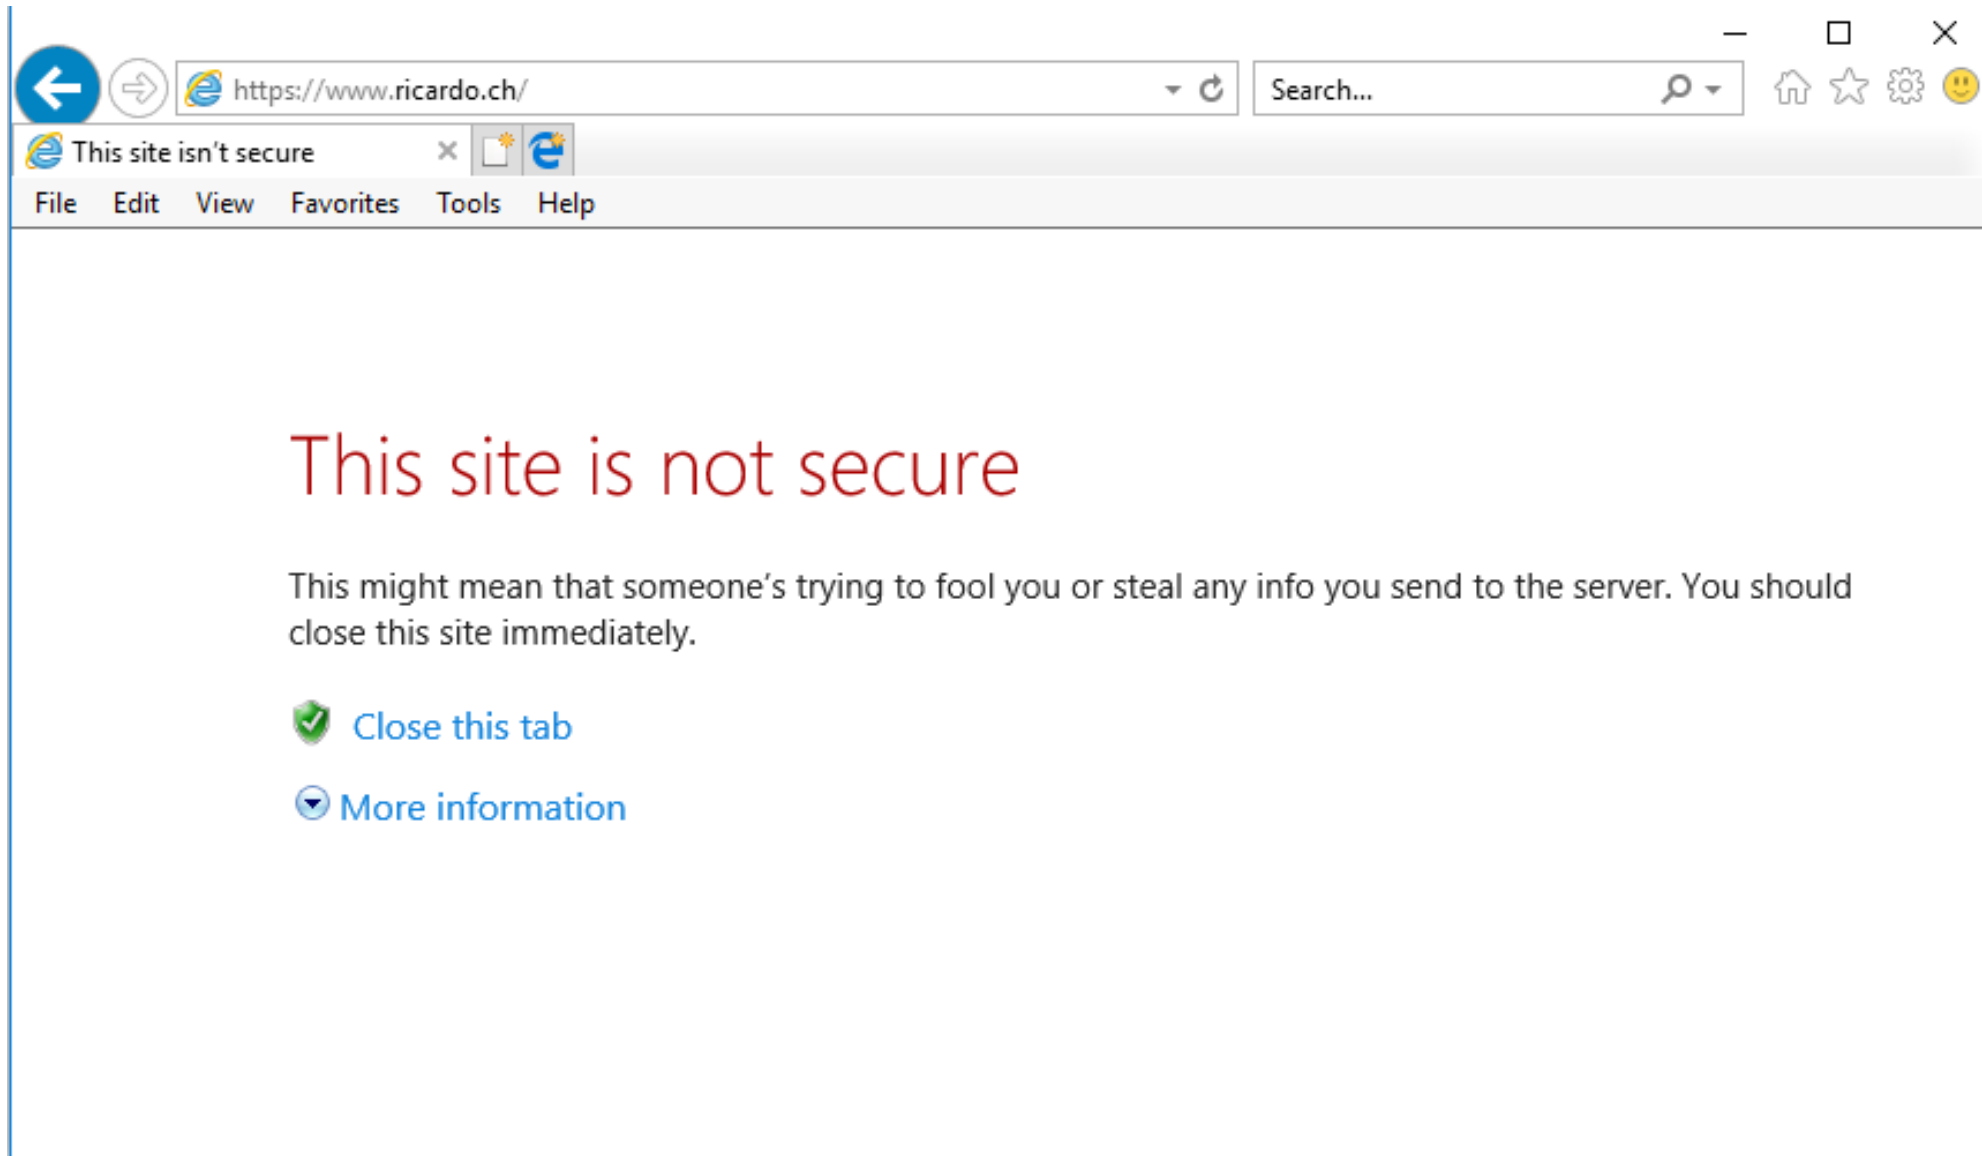 https://www.ricardo.ch/
Search...
This site isn't secure
File Edit View Favorites Tools Help
This site is not secure
This might mean that someone's trying to fool you or steal any info you send to the server. You should
close this site immediately.
Close this tab
More information